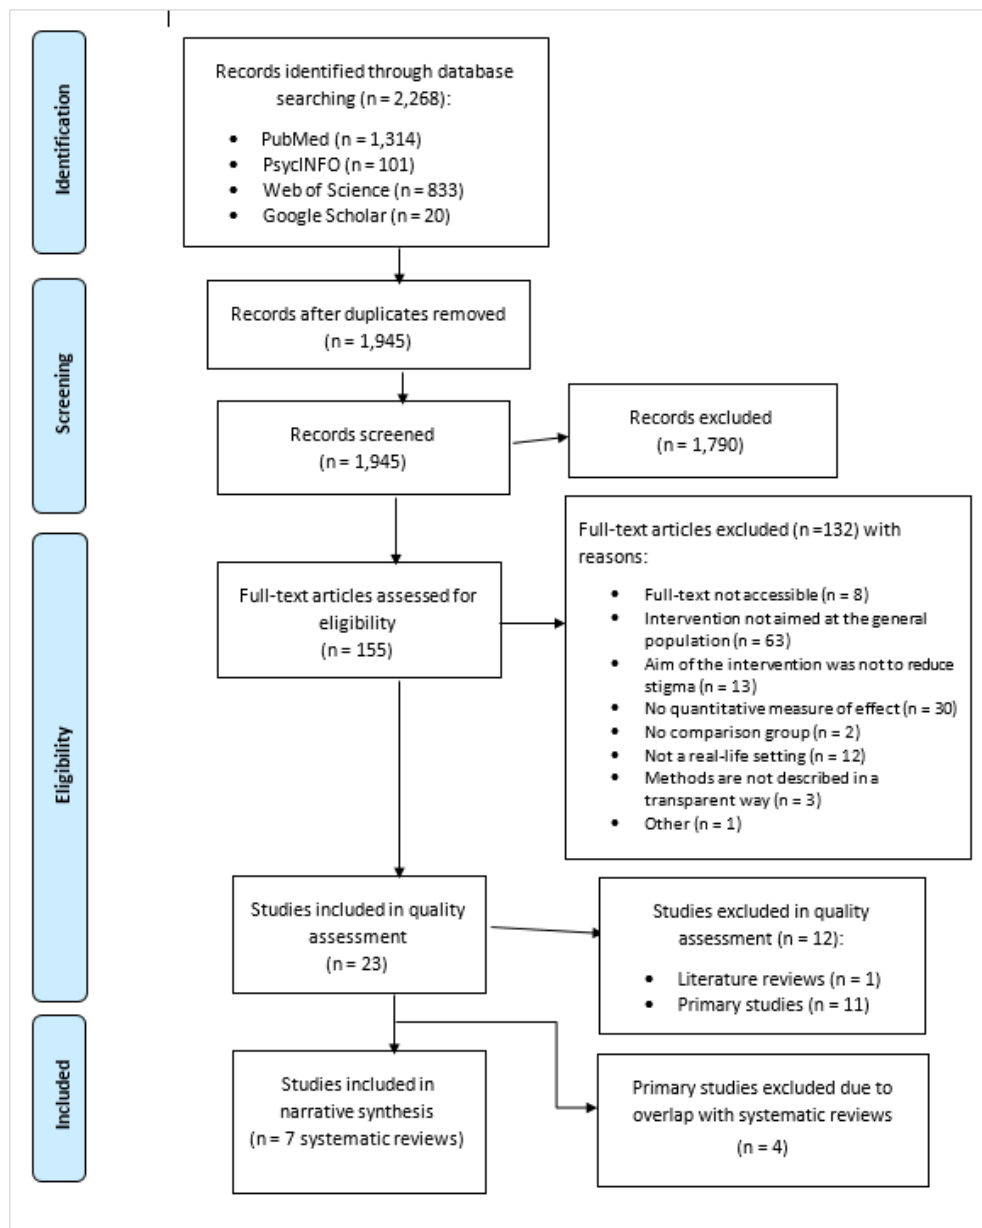 Identification
Records identified through database
searching (n = 2,268):
• PubMed (n = 1,314)
• PsycINFO (n = 101)
• Web of Science (n = 833)
• Google Scholar (n = 20)
Screening
Records after duplicates removed
(n = 1,945)
Records screened
(n = 1,945)
Records excluded
(n = 1,790)
Eligibility
Full-text articles assessed for
eligibility
(n = 155)
Full-text articles excluded (n =132) with
reasons:
• Full-text not accessible (n = 8)
• Intervention not aimed at the general
population (n = 63)
• Aim of the intervention was not to reduce
stigma (n = 13)
• No quantitative measure of effect (n = 30)
• No comparison group (n = 2)
• Not a real-life setting (n = 12)
• Methods are not described in a
transparent way (n = 3)
• Other (n = 1)
Studies included in quality
assessment
(n = 23)
Studies excluded in quality
assessment (n = 12):
• Literature reviews (n = 1)
• Primary studies (n = 11)
Included
Studies included in
narrative synthesis
(n = 7 systematic reviews)
Primary studies excluded due to
overlap with systematic reviews
(n = 4)